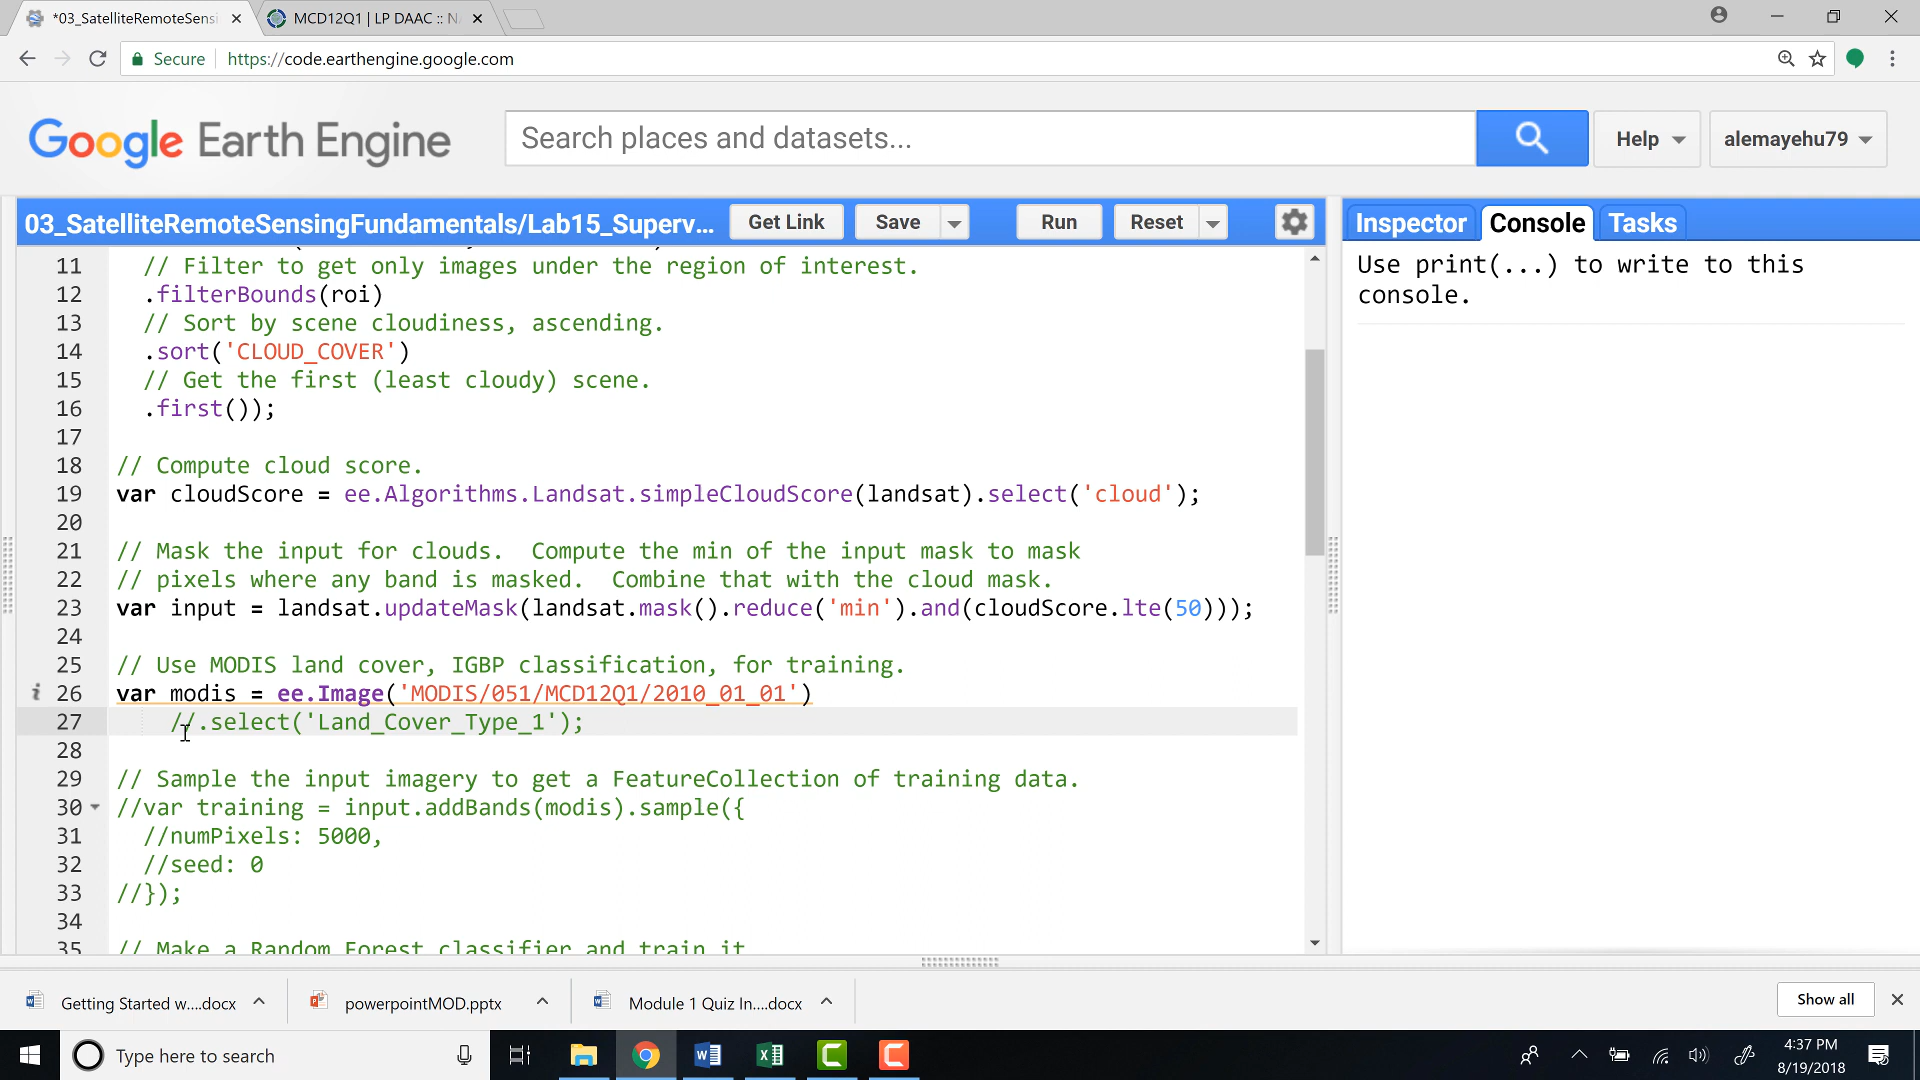 *03_SatelliteRemoteSensi
MCD12Q1 | LP DAAC :: N
Secure
https://code.earthengine.google.com
Google Earth Engine
Search places and datasets...
Help
alemayehu79
03_SatelliteRemoteSensingFundamentals/Lab15_Superv...
Get Link
Save
Run
Reset
Inspector
Console
Tasks
11 // Filter to get only images under the region of interest.
12 .filterBounds(roi)
13 // Sort by scene cloudiness, ascending.
14 .sort('CLOUD_COVER')
15 // Get the first (least cloudy) scene.
16 .first());
17
18 // Compute cloud score.
19 var cloudScore = ee.Algorithms.Landsat.simpleCloudScore(landsat).select('cloud');
20
21 // Mask the input for clouds.  Compute the min of the input mask to mask
22 // pixels where any band is masked.  Combine that with the cloud mask.
23 var input = landsat.updateMask(landsat.mask().reduce('min').and(cloudScore.lte(50)));
24
25 // Use MODIS land cover, IGBP classification, for training.
i 26 var modis = ee.Image('MODIS/051/MCD12Q1/2010_01_01')
27 //.select('Land_Cover_Type_1');
28
29 // Sample the input imagery to get a FeatureCollection of training data.
30 //var training = input.addBands(modis).sample({
31 //numPixels: 5000,
32 //seed: 0
33 //});
34
35 // Make a Random Forest classifier and train it
Use print(...) to write to this
console.
Getting Started w....docx
powerpointMOD.pptx
Module 1 Quiz In....docx
Show all
Type here to search
4:37 PM
8/19/2018